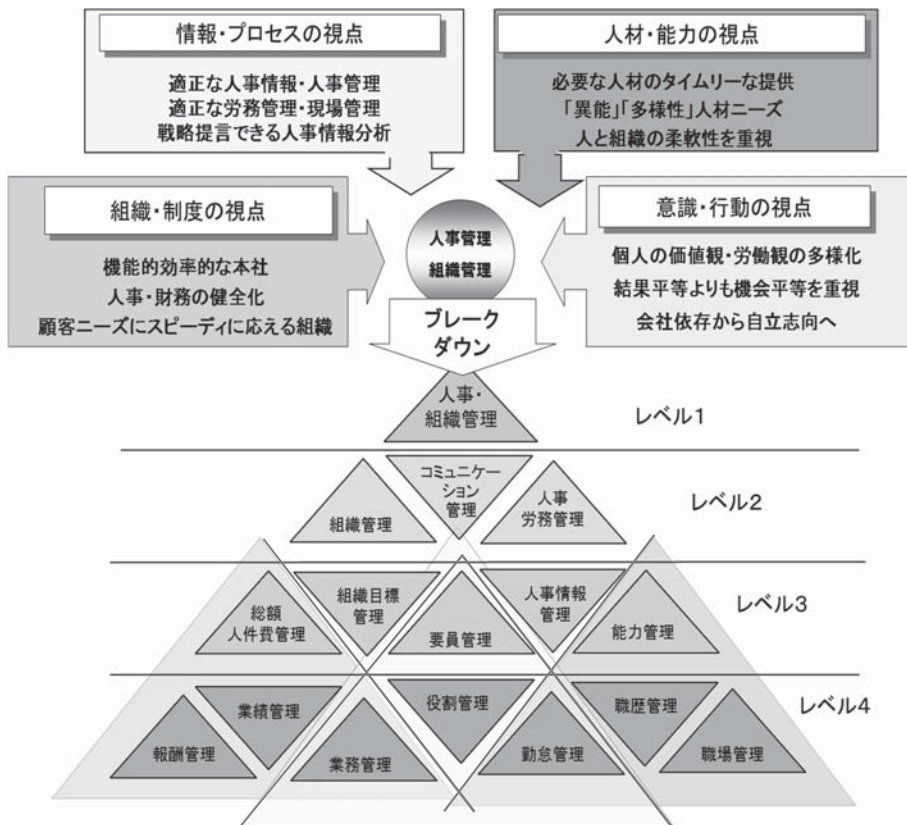 情報・プロセスの視点
適正な人事情報・人事管理
適正な労務管理・現場管理
戦略提言できる人事情報分析
人材・能力の視点
必要な人材のタイムリーな提供
「異能」「多様性」人材ニーズ
人と組織の柔軟性を重視
組織・制度の視点
機能的効率的な本社
人事・財務の健全化
顧客ニーズにスピーディに応える組織
人事管理
組織管理
意識・行動の視点
個人の価値観・労働観の多様化
結果平等よりも機会平等を重視
会社依存から自立志向へ
ブレーク
ダウン
人事・
組織管理
レベル1
組織管理
コミュニケー
ション
管理
人事
労務管理
レベル2
総額
人件費管理
組織目標
管理
要員管理
人事情報
管理
能力管理
レベル3
報酬管理
業績管理
業務管理
役割管理
勤怠管理
職歴管理
職場管理
レベル4